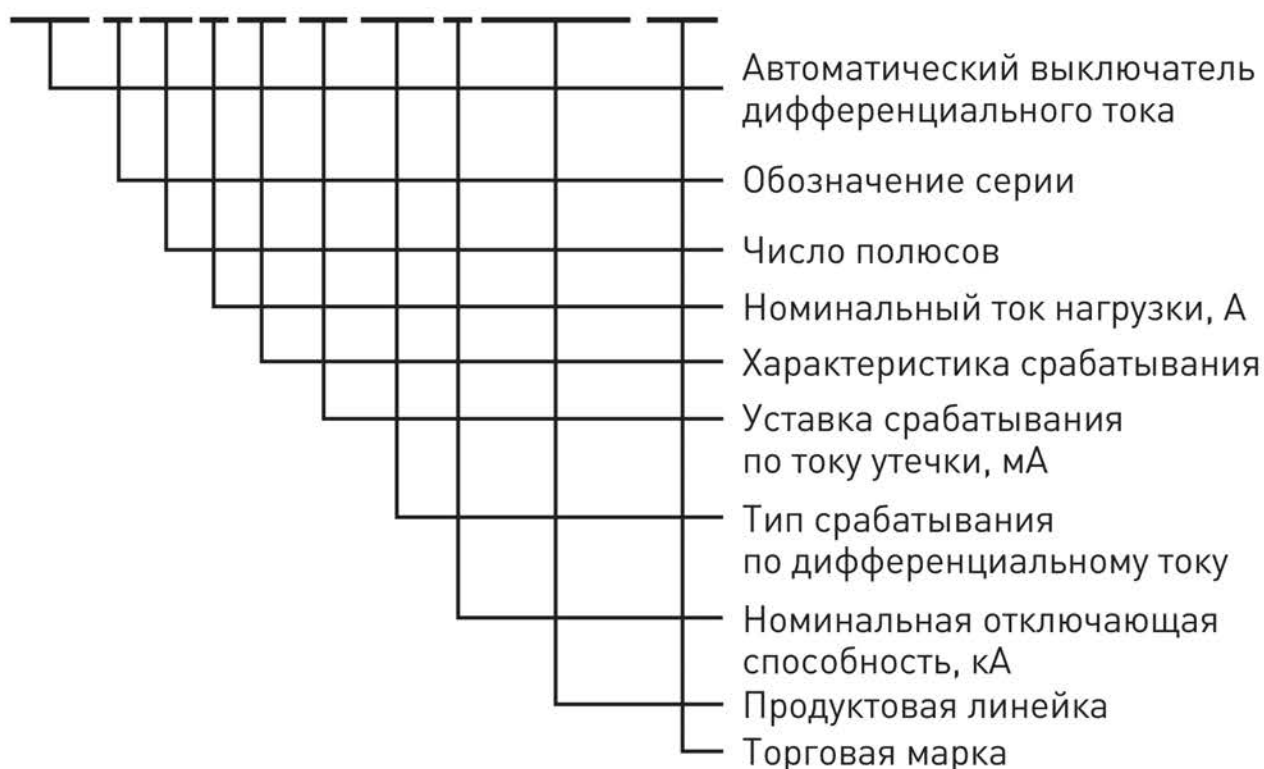 Автоматический выключатель
дифференциального тока
Обозначение серии
Число полюсов
Номинальный ток нагрузки, А
Характеристика срабатывания
Уставка срабатывания
по току утечки, мА
Тип срабатывания
по дифференциальному току
Номинальная отключающая
способность, кА
Продуктовая линейка
Торговая марка